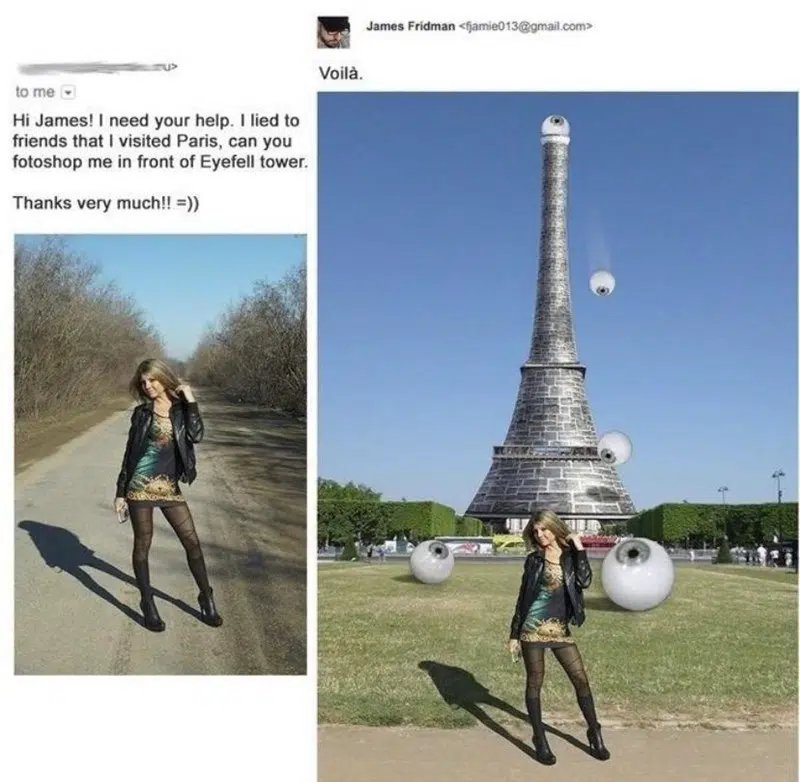 to me
Hi James! I need your help. I lied to
friends that I visited Paris, can you
fotoshop me in front of Eyefell tower.
Thanks very much!! =))
James Fridman <fjamie013@gmail.com>
Voilà.